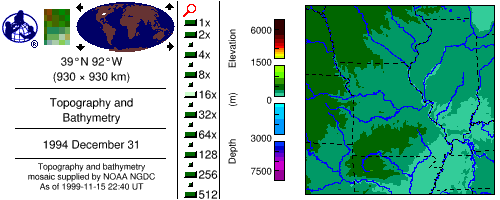 ®
39°N 92°W
(930 × 930 km)
Topography and
Bathymetry
1994 December 31
Topography and bathymetry
mosaic supplied by NOAA NGDC
As of 1999-11-15 22:40 UT
1x
2x
4x
8x
16x
32x
64x
128
256
512
Elevation
(m)
Depth
6000
1500
0
3000
7500